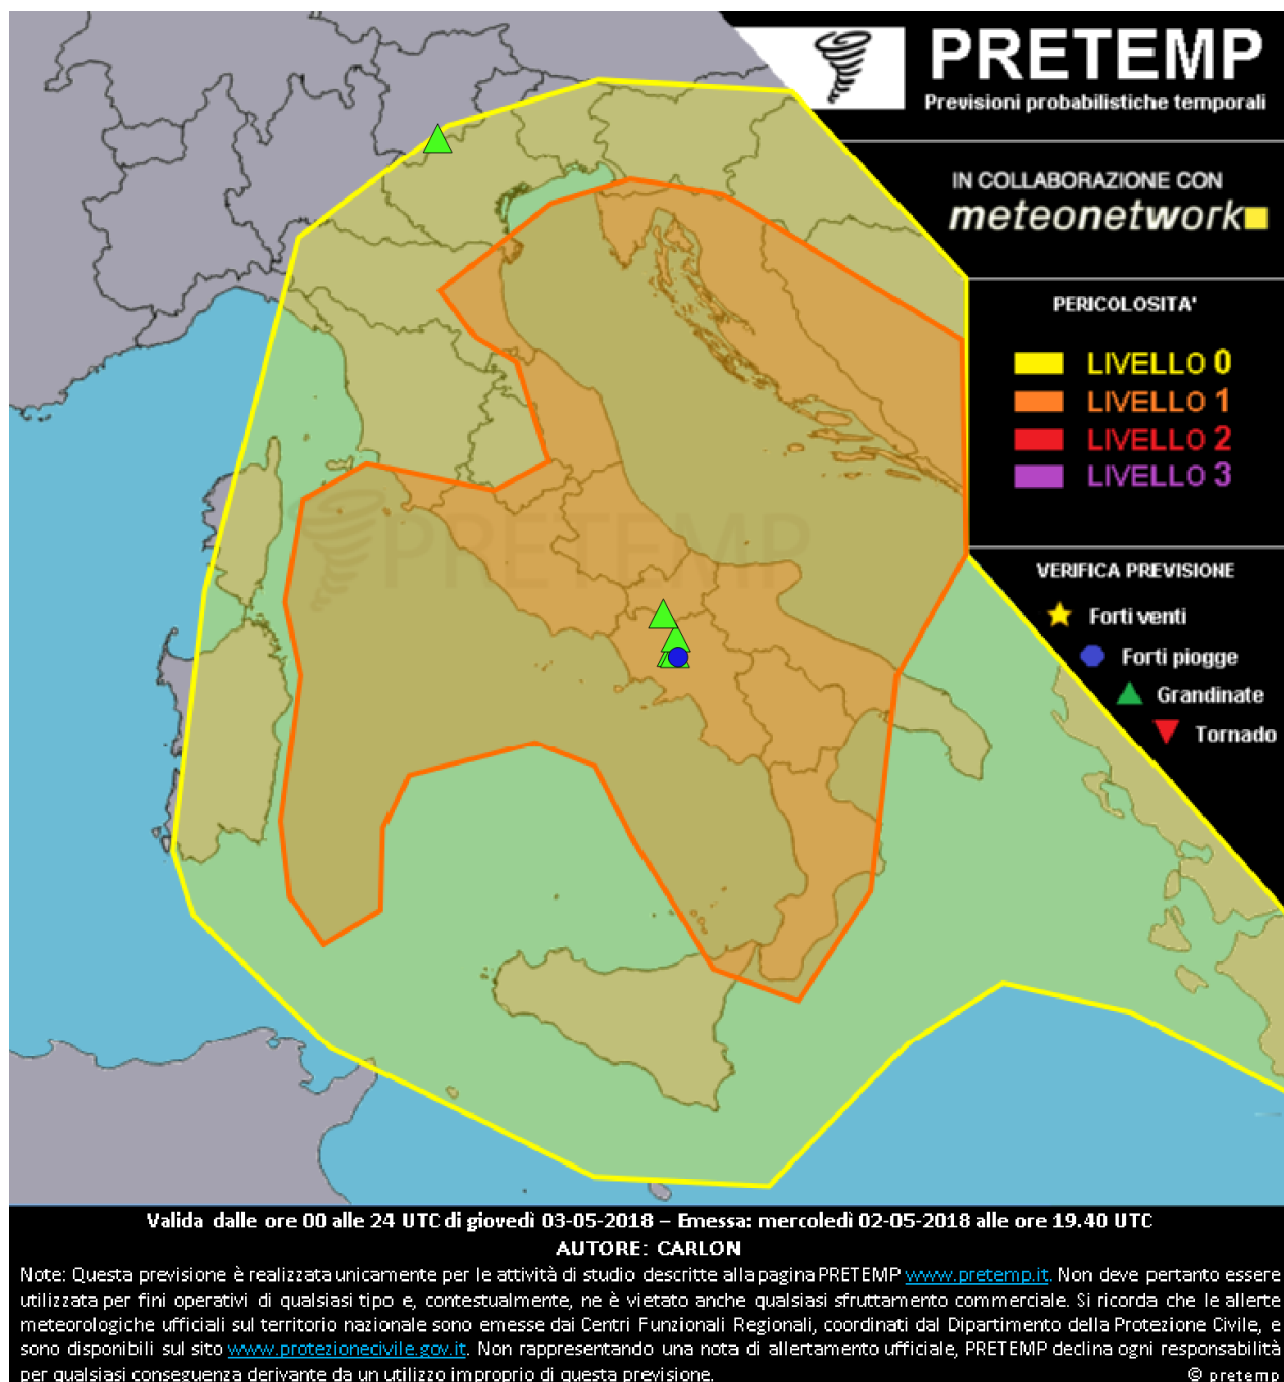 PRETEMP
Previsioni probabilistiche temporali
IN COLLABORAZIONE CON
meteonetwork
PERICOLOSITA'
LIVELLO 0
LIVELLO 1
LIVELLO 2
LIVELLO 3
VERIFICA PREVISIONE
Forti venti
Forti piogge
Grandinate
Tornado
PRETEMP
Valida dalle ore 00 alle 24 UTC di giovedì 03-05-2018 – Emessa: mercoledì 02-05-2018 alle ore 19.40 UTC
AUTORE: CARLON
Note: Questa previsione è realizzata unicamente per le attività di studio descritte alla pagina PRETEMP www.pretemp.it. Non deve pertanto essere
utilizzata per fini operativi di qualsiasi tipo e, contestualmente, ne è vietato anche qualsiasi sfruttamento commerciale. Si ricorda che le allerte
meteorologiche ufficiali sul territorio nazionale sono emesse dai Centri Funzionali Regionali, coordinati dal Dipartimento della Protezione Civile, e
sono disponibili sul sito www.protezionecivile.gov.it. Non rappresentando una nota di allertamento ufficiale, PRETEMP declina ogni responsabilità
per qualsiasi conseguenza derivante da un utilizzo improprio di questa previsione.
© pretemp